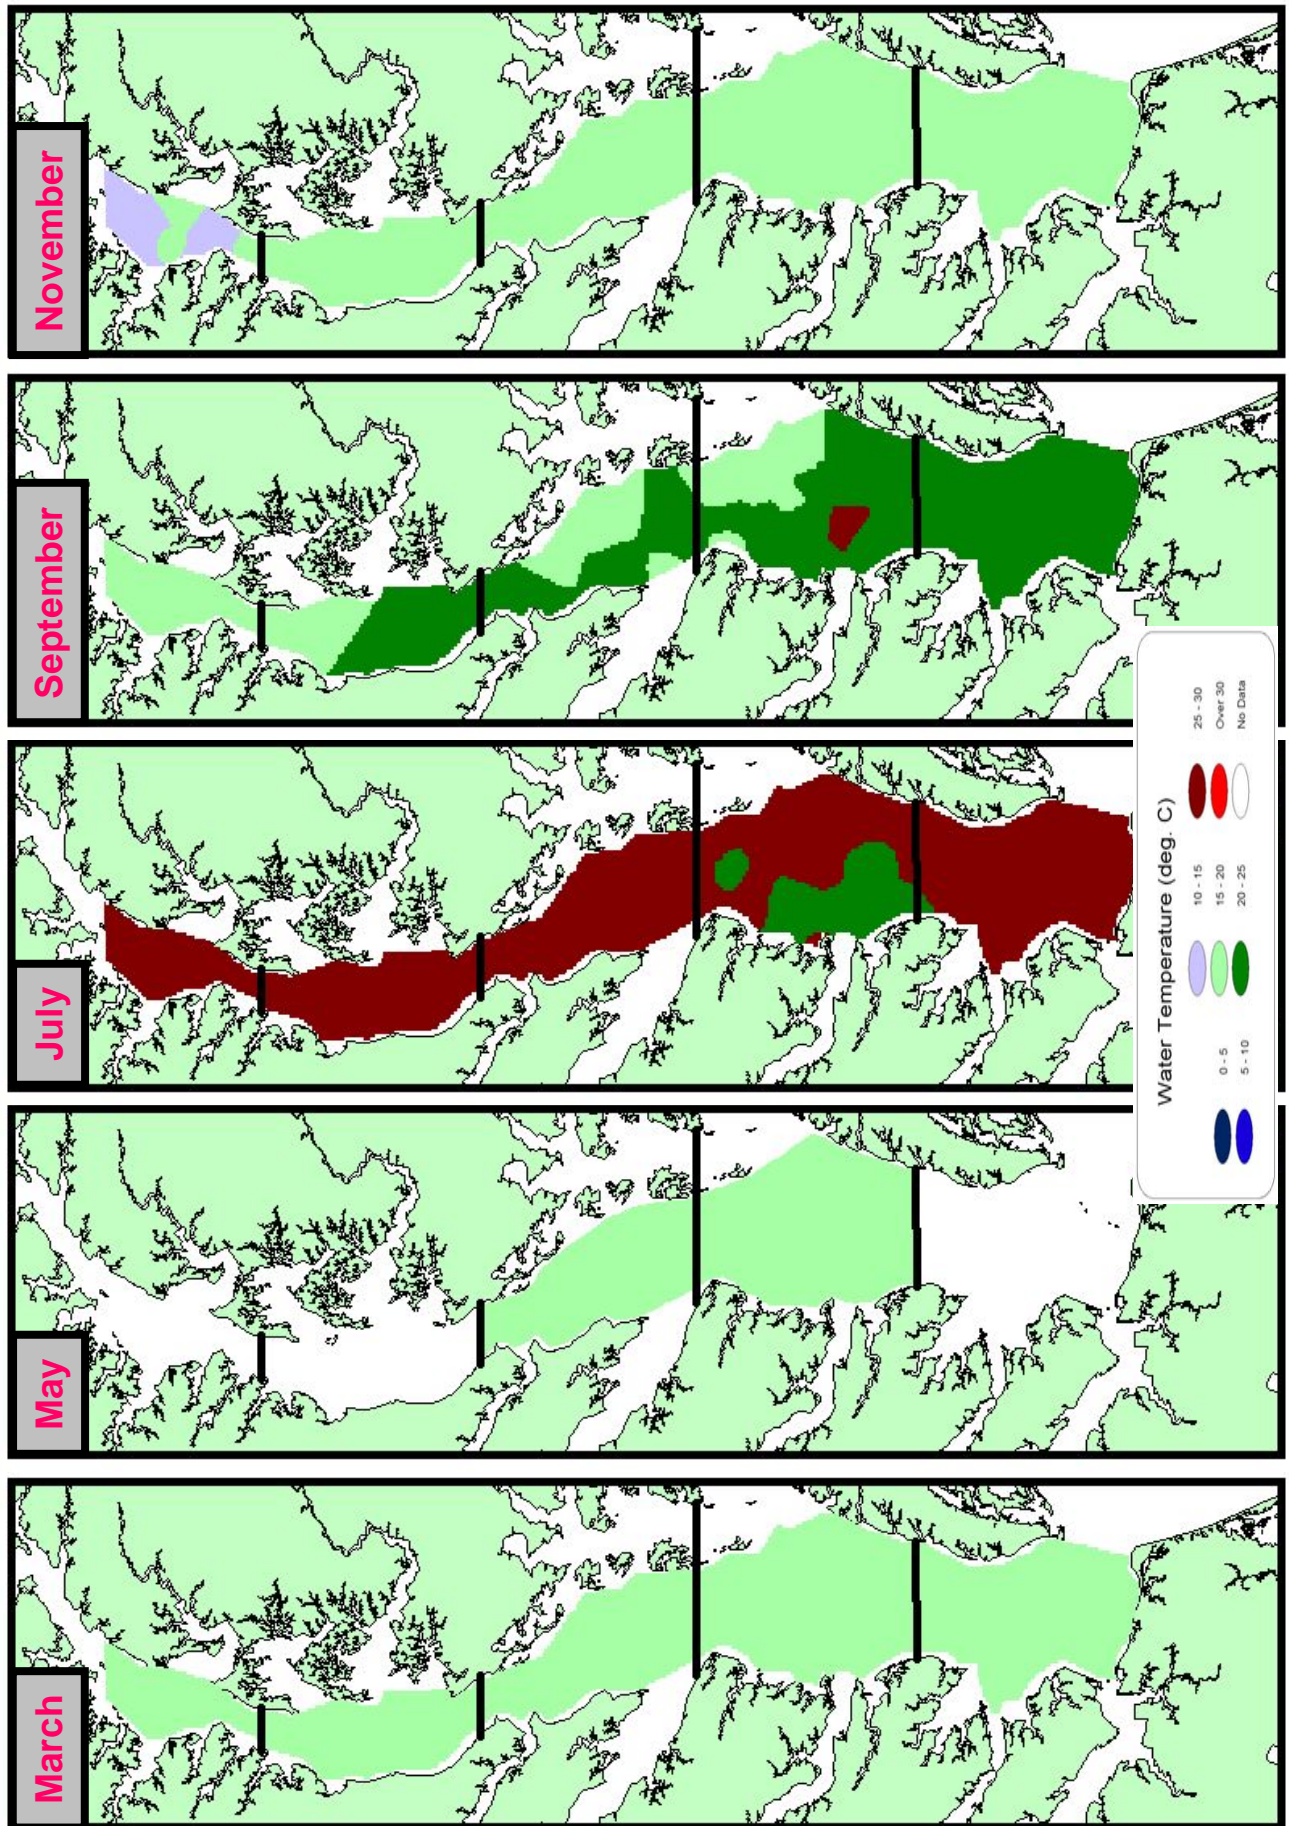 March
May
July
September
November
Water Temperature (deg. C)
0 - 5
5 - 10
10 - 15
15 - 20
20 - 25
25 - 30
Over 30
No Data